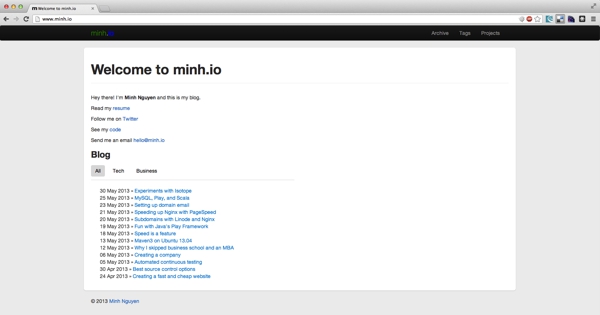 Welcome to minh.io
www.minh.io
minh.io
Archive Tags Projects
Welcome to minh.io
Hey there! I'm Minh Nguyen and this is my blog.
Read my resume
Follow me on Twitter
See my code
Send me an email hello@minh.io
Blog
All Tech Business
30 May 2013 » Experiments with Isotope
25 May 2013 » MySQL, Play, and Scala
23 May 2013 » Setting up domain email
21 May 2013 » Speeding up Nginx with PageSpeed
20 May 2013 » Subdomains with Linode and Nginx
19 May 2013 » Fun with Java's Play Framework
18 May 2013 » Speed is a feature
13 May 2013 » Maven3 on Ubuntu 13.04
12 May 2013 » Why I skipped business school and an MBA
06 May 2013 » Creating a company
05 May 2013 » Automated continuous testing
30 Apr 2013 » Best source control options
24 Apr 2013 » Creating a fast and cheap website
© 2013 Minh Nguyen